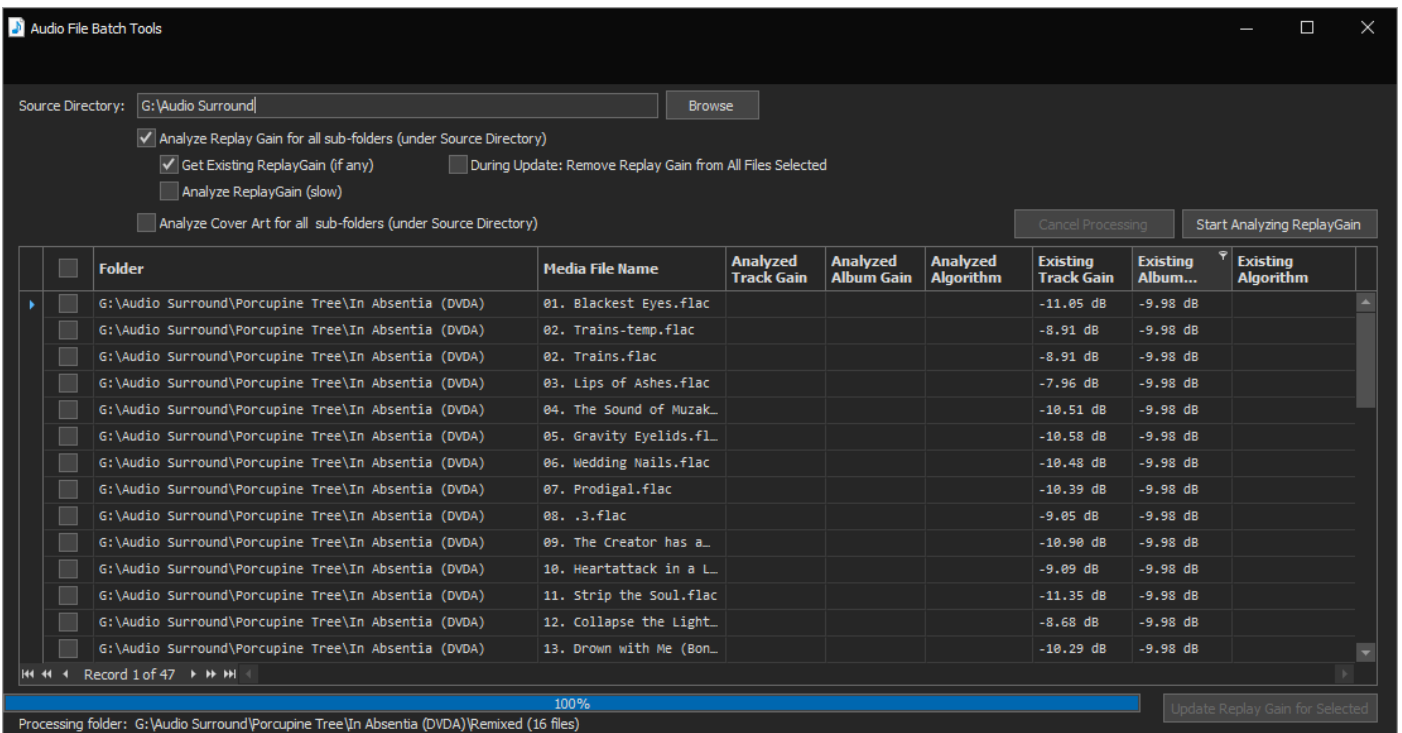 Audio File Batch Tools
Source Directory: G:\Audio Surround Browse
Analyze Replay Gain for all sub-folders (under Source Directory)
Get Existing ReplayGain (if any) During Update: Remove Replay Gain from All Files Selected
Analyze ReplayGain (slow)
Analyze Cover Art for all sub-folders (under Source Directory) Cancel Processing Start Analyzing ReplayGain
Folder Media File Name Analyzed Track Gain Analyzed Album Gain Analyzed Algorithm Existing Track Gain Existing Album... Existing Algorithm
G:\Audio Surround\Porcupine Tree\In Absentia (DVDA) 01. Blackest Eyes.flac -11.05 dB -9.98 dB
G:\Audio Surround\Porcupine Tree\In Absentia (DVDA) 02. Trains-temp.flac -8.91 dB -9.98 dB
G:\Audio Surround\Porcupine Tree\In Absentia (DVDA) 02. Trains.flac -8.91 dB -9.98 dB
G:\Audio Surround\Porcupine Tree\In Absentia (DVDA) 03. Lips of Ashes.flac -7.96 dB -9.98 dB
G:\Audio Surround\Porcupine Tree\In Absentia (DVDA) 04. The Sound of Muzak… -10.51 dB -9.98 dB
G:\Audio Surround\Porcupine Tree\In Absentia (DVDA) 05. Gravity Eyelids.fl… -10.58 dB -9.98 dB
G:\Audio Surround\Porcupine Tree\In Absentia (DVDA) 06. Wedding Nails.flac -10.48 dB -9.98 dB
G:\Audio Surround\Porcupine Tree\In Absentia (DVDA) 07. Prodigal.flac -10.39 dB -9.98 dB
G:\Audio Surround\Porcupine Tree\In Absentia (DVDA) 08. .3.flac -9.05 dB -9.98 dB
G:\Audio Surround\Porcupine Tree\In Absentia (DVDA) 09. The Creator has a… -10.90 dB -9.98 dB
G:\Audio Surround\Porcupine Tree\In Absentia (DVDA) 10. Heartattack in a L… -9.09 dB -9.98 dB
G:\Audio Surround\Porcupine Tree\In Absentia (DVDA) 11. Strip the Soul.flac -11.35 dB -9.98 dB
G:\Audio Surround\Porcupine Tree\In Absentia (DVDA) 12. Collapse the Light… -8.68 dB -9.98 dB
G:\Audio Surround\Porcupine Tree\In Absentia (DVDA) 13. Drown with Me (Bon… -10.29 dB -9.98 dB
Record 1 of 47
100% Update Replay Gain for Selected
Processing folder: G:\Audio Surround\Porcupine Tree\In Absentia (DVDA)\Remixed (16 files)